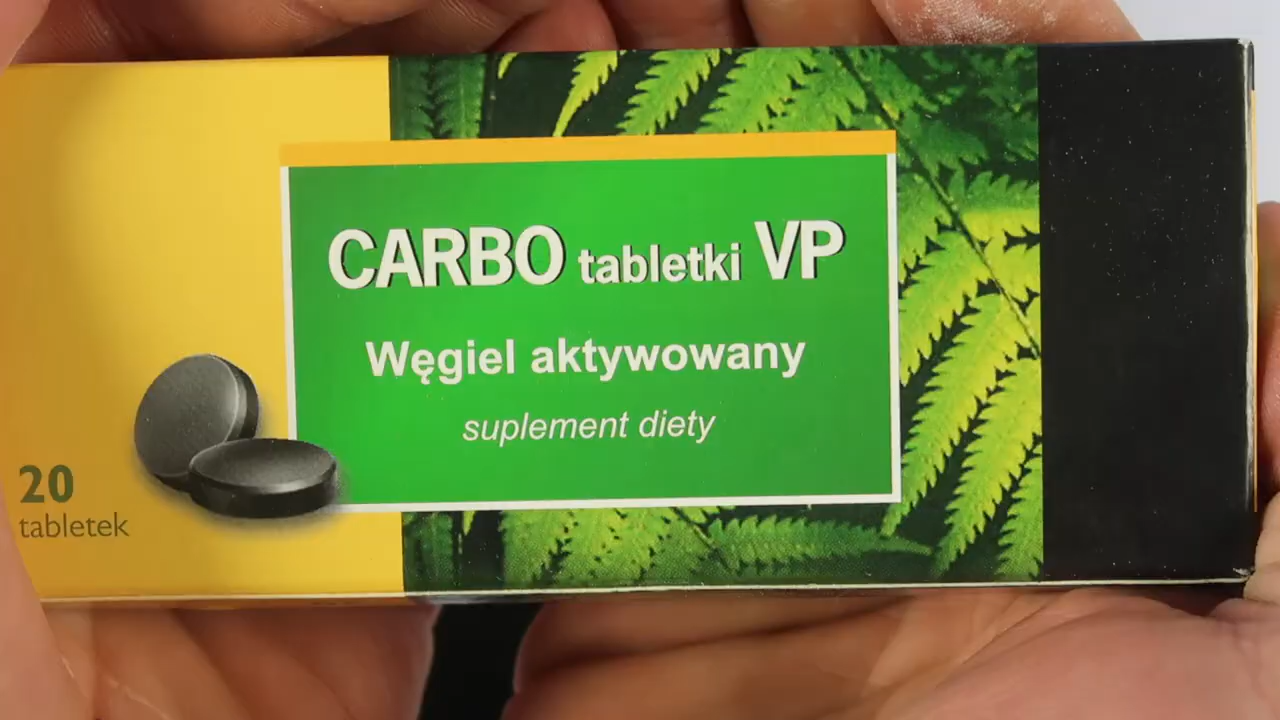 CARBO tabletki VP
Węgiel aktywowany
suplement diety
20
tabletek